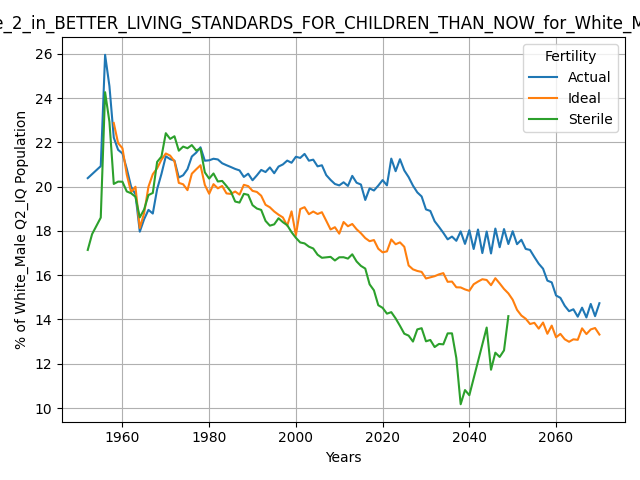 e_2_in_BETTER_LIVING_STANDARDS_FOR_CHILDREN_THAN_NOW_for_White_M
Fertility
Actual
Ideal
Sterile
% of White_Male Q2_IQ Population
26
24
22
20
18
16
14
12
10
1960
1980
2000
2020
2040
2060
Years